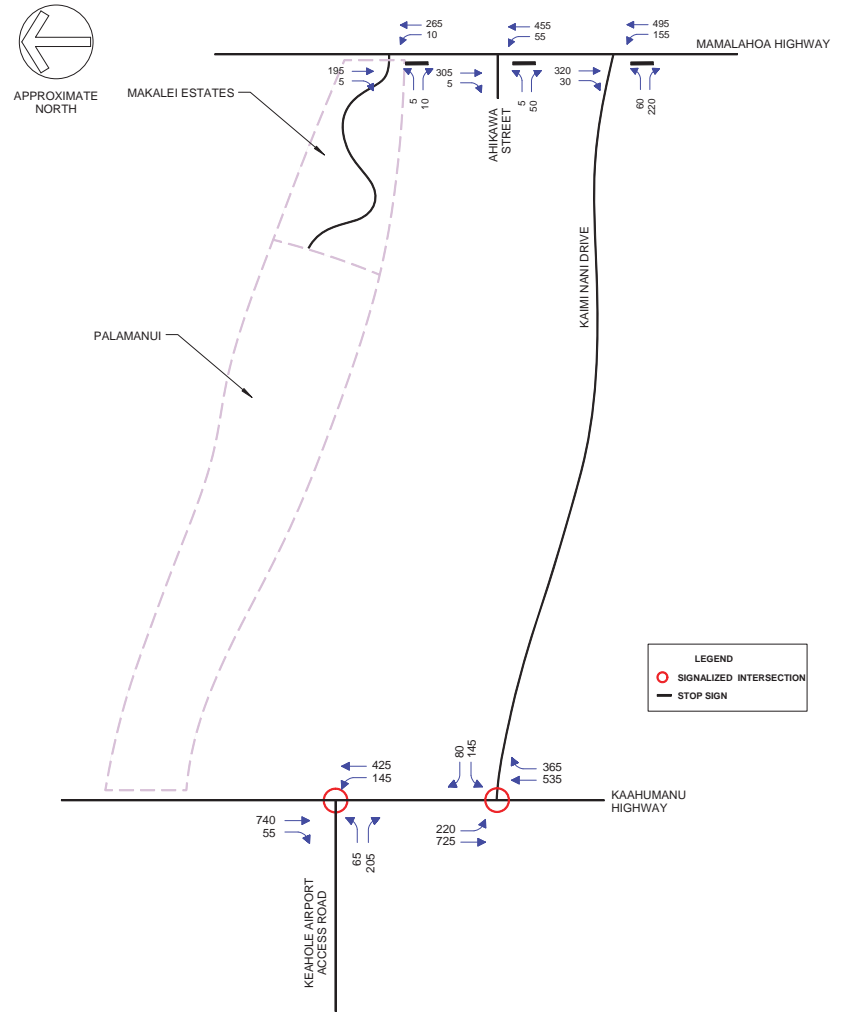 265
10
455
55
495
155
MAMALAHOA HIGHWAY
APPROXIMATE
NORTH
MAKALEI ESTATES
195
5
5
10
305
5
5
50
320
30
60
220
AHIKAWA
STREET
KAIMI NANI DRIVE
PALAMANUI
LEGEND
SIGNALIZED INTERSECTION
STOP SIGN
425
145
80
145
365
535
KAAHUMANU
HIGHWAY
740
55
65
205
220
725
KEAHOLE AIRPORT
ACCESS ROAD